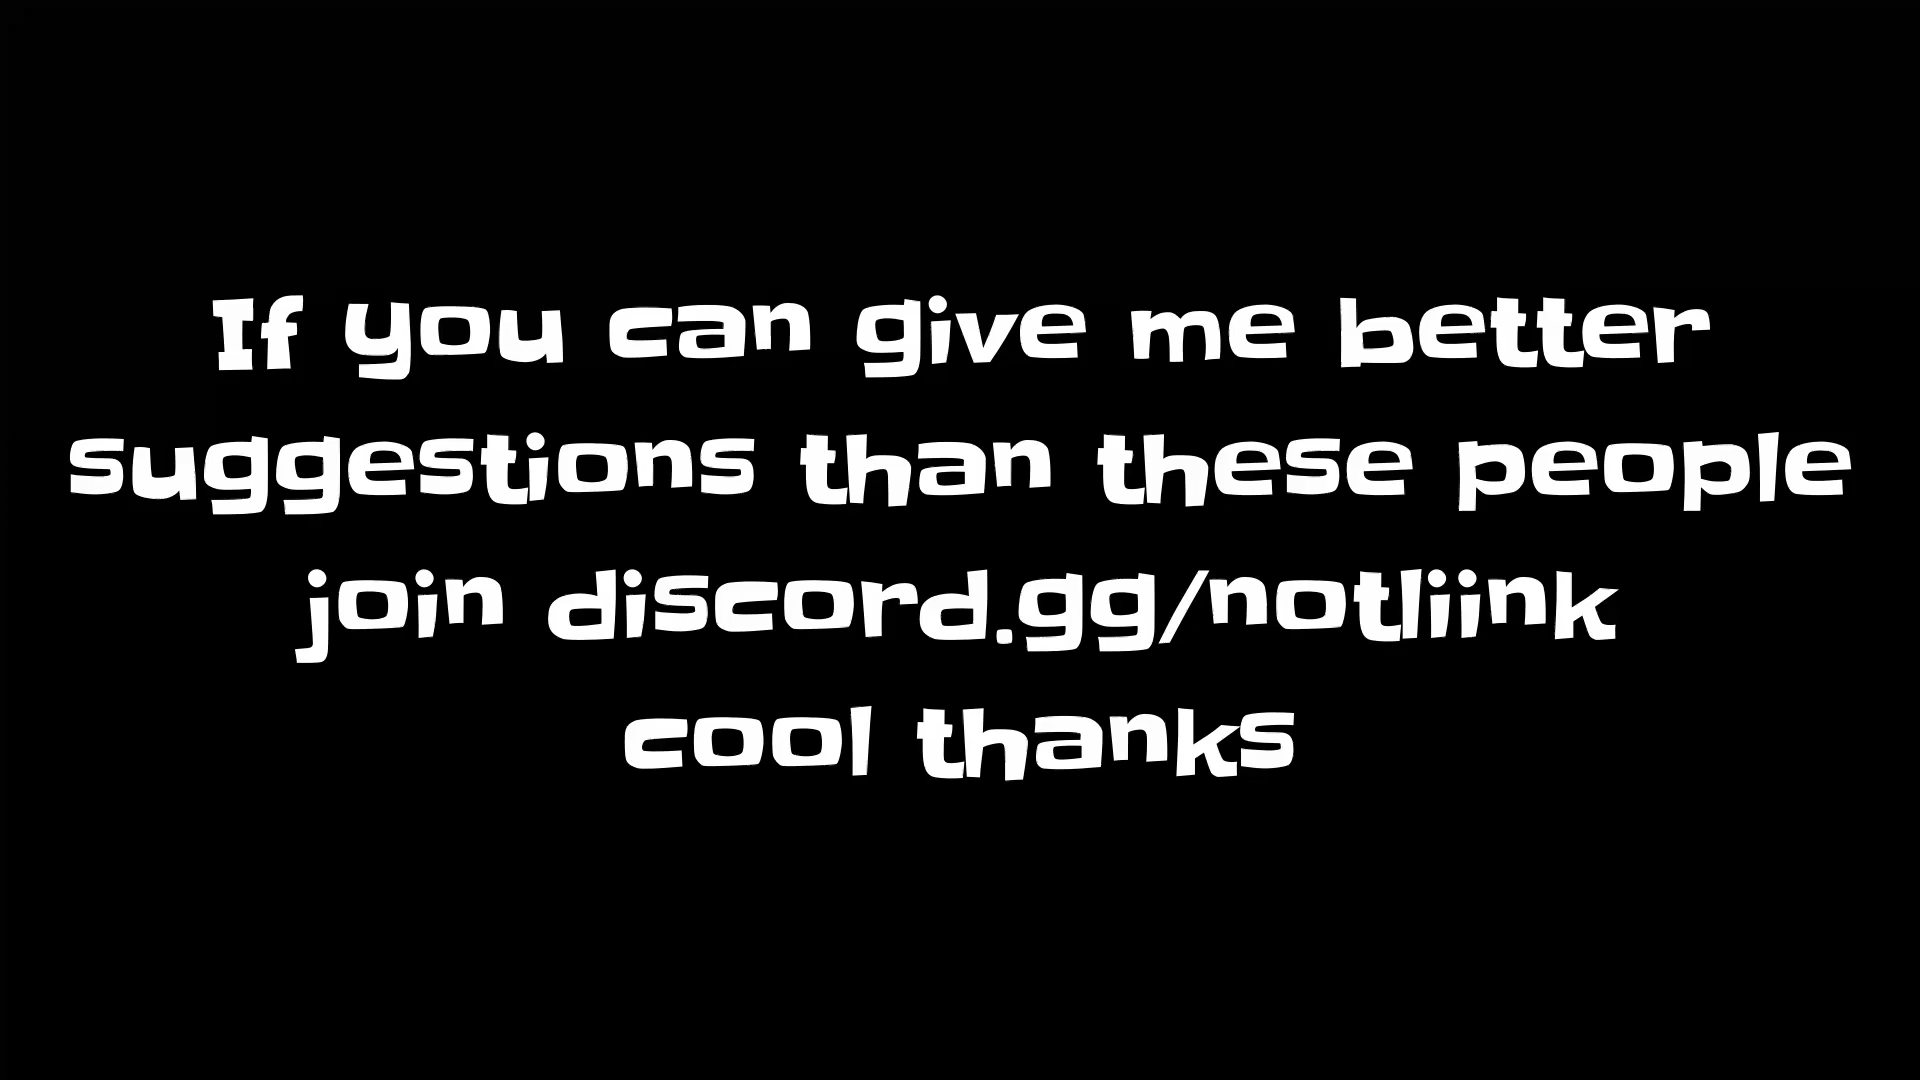 If you can give me better
suggestions than these people
join discord.gg/notliink
cool thanks